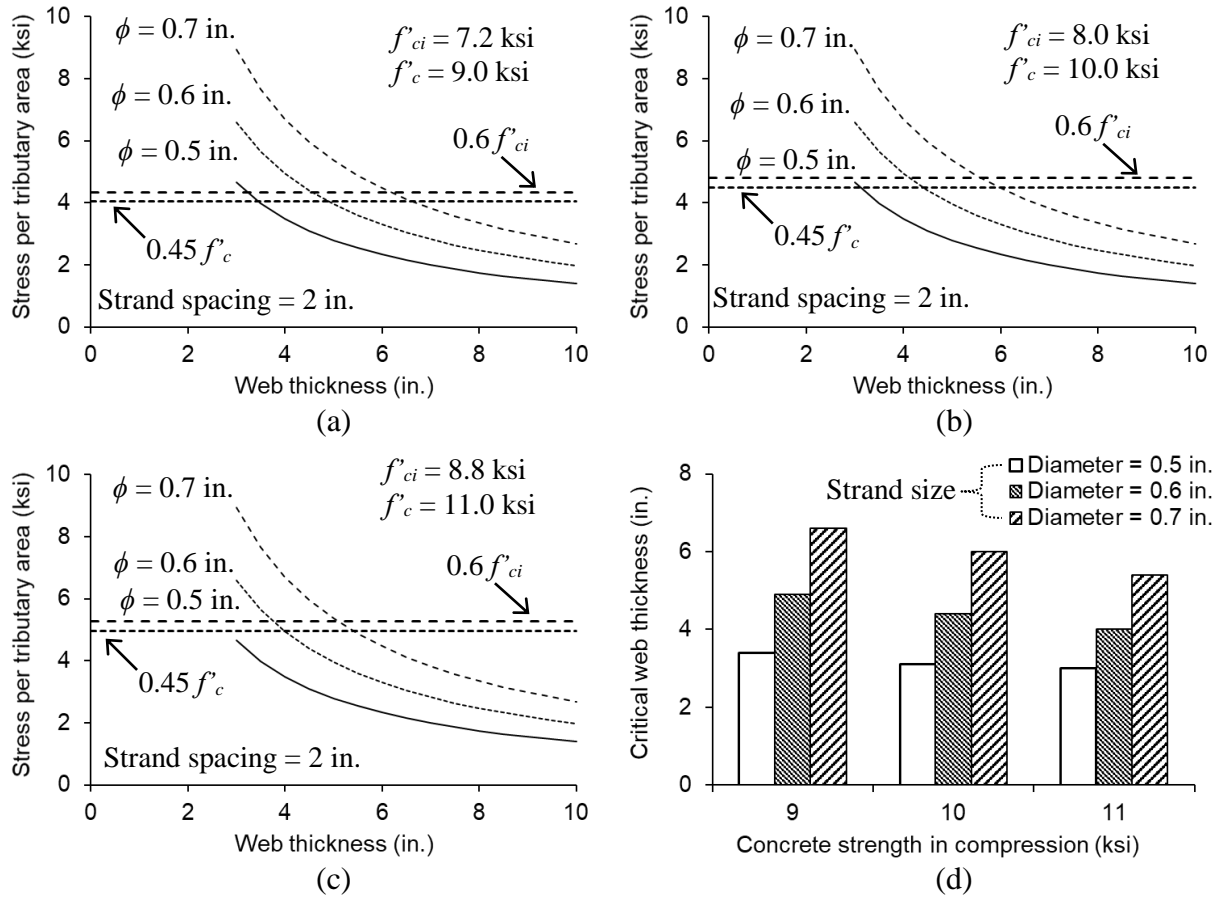 Stress per tributary area (ksi)
10
8
6
4
2
0
ϕ = 0.7 in.
ϕ = 0.6 in.
ϕ = 0.5 in.
f'ci = 7.2 ksi
f'c = 9.0 ksi
0.6 f'ci
0.45 f'c
Strand spacing = 2 in.
0 2 4 6 8 10
Web thickness (in.)
(a)
Stress per tributary area (ksi)
10
8
6
4
2
0
ϕ = 0.7 in.
ϕ = 0.6 in.
ϕ = 0.5 in.
f'ci = 8.0 ksi
f'c = 10.0 ksi
0.6 f'ci
0.45 f'c
Strand spacing = 2 in.
0 2 4 6 8 10
Web thickness (in.)
(b)
Stress per tributary area (ksi)
10
8
6
4
2
0
ϕ = 0.7 in.
ϕ = 0.6 in.
ϕ = 0.5 in.
f'ci = 8.8 ksi
f'c = 11.0 ksi
0.6 f'ci
0.45 f'c
Strand spacing = 2 in.
0 2 4 6 8 10
Web thickness (in.)
(c)
Critical web thickness (in.)
8
6
4
2
0
Strand size
Diameter = 0.5 in.
Diameter = 0.6 in.
Diameter = 0.7 in.
9 10 11
Concrete strength in compression (ksi)
(d)